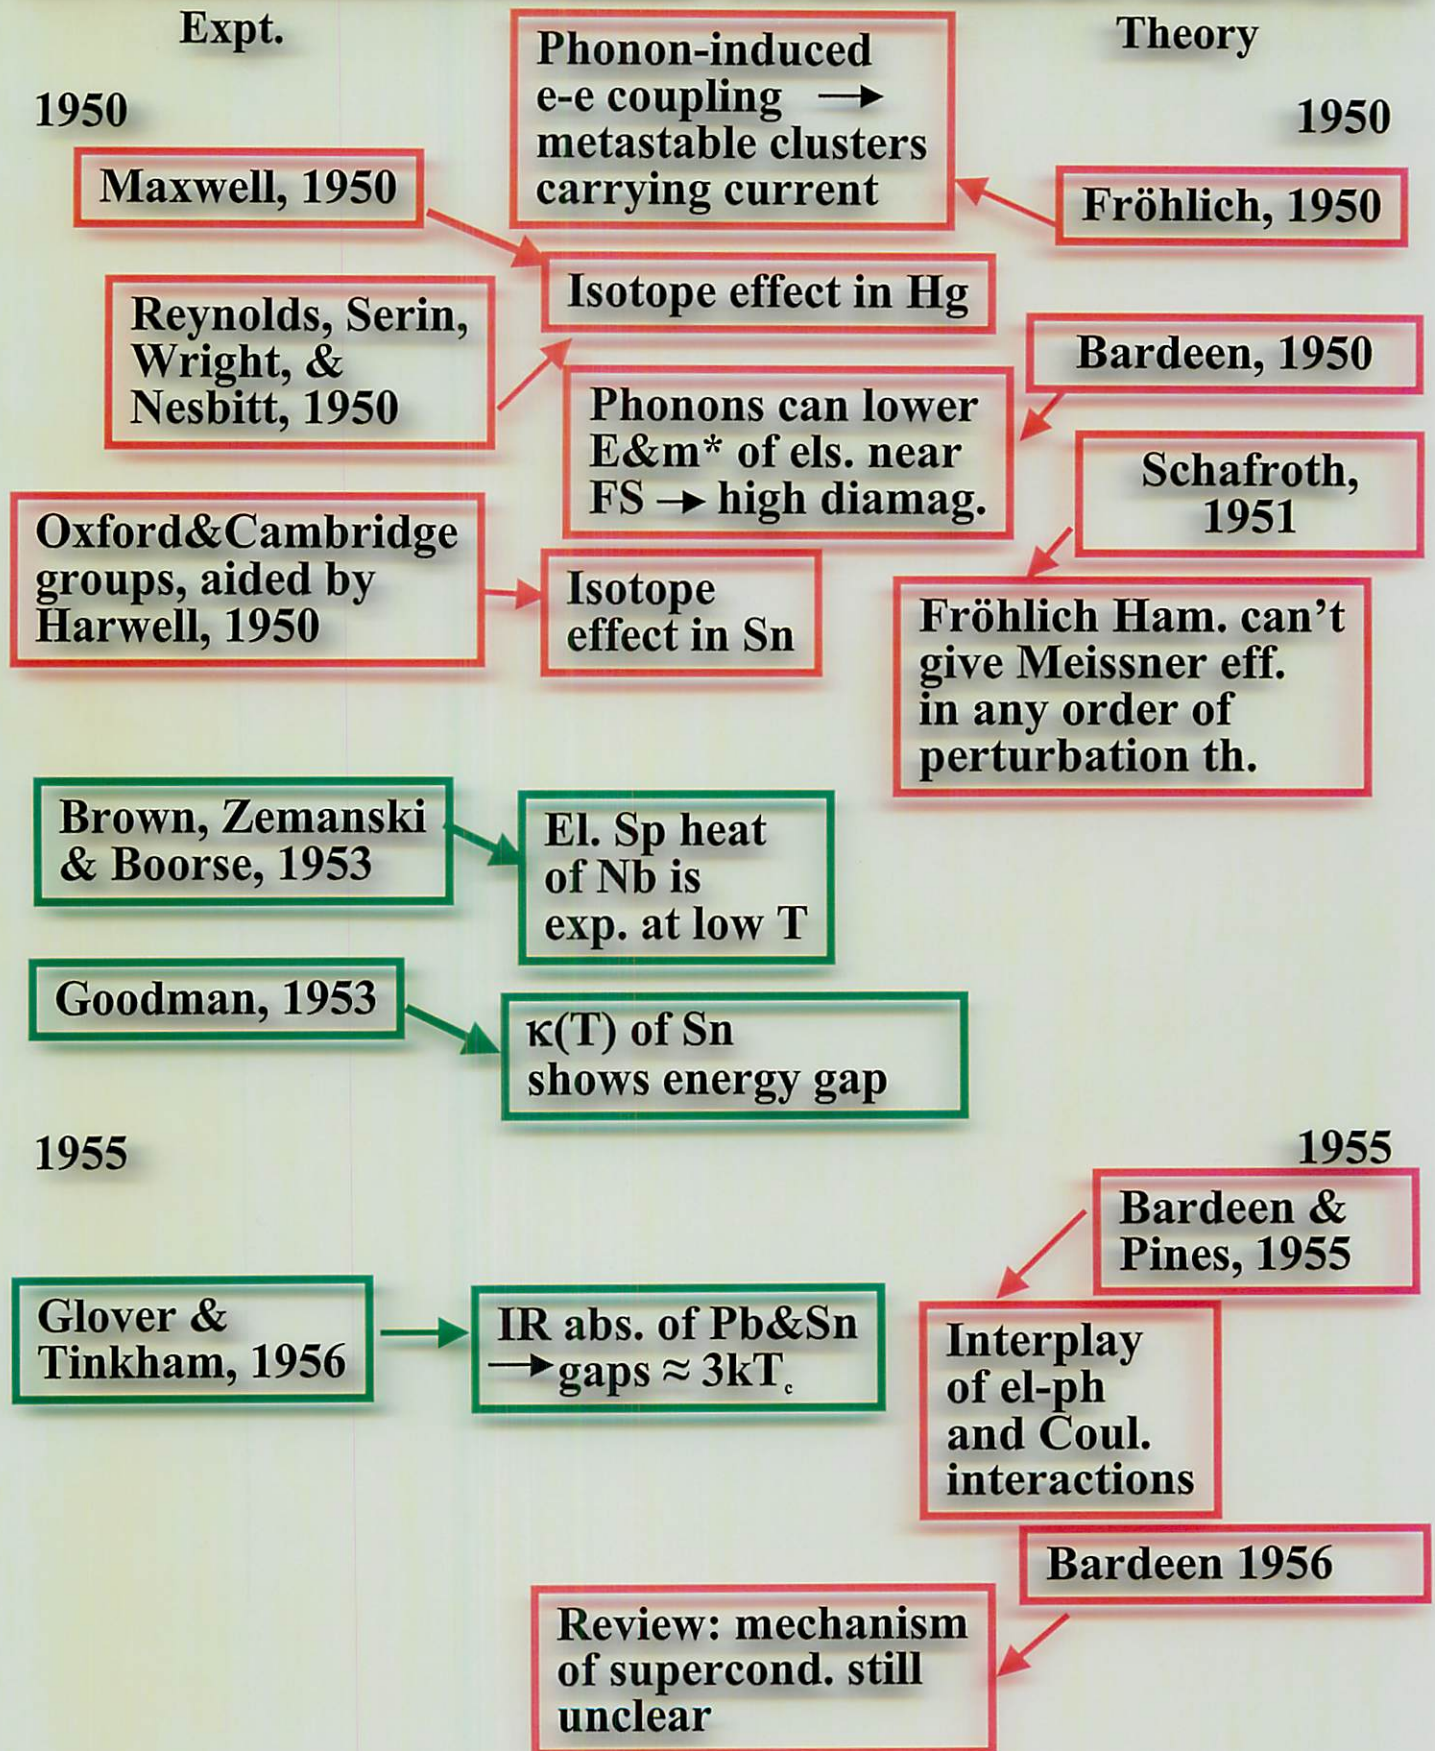 Expt.
Theory
1950
1950
Phonon-induced
e-e coupling →
metastable clusters
carrying current
Maxwell, 1950
Fröhlich, 1950
Isotope effect in Hg
Reynolds, Serin,
Wright, &
Nesbitt, 1950
Bardeen, 1950
Phonons can lower
E&m* of els. near
FS → high diamag.
Schafroth,
1951
Oxford&Cambridge
groups, aided by
Harwell, 1950
Isotope
effect in Sn
Fröhlich Ham. can't
give Meissner eff.
in any order of
perturbation th.
Brown, Zemanski
& Boorse, 1953
El. Sp heat
of Nb is
exp. at low T
Goodman, 1953
κ(T) of Sn
shows energy gap
1955
1955
Bardeen &
Pines, 1955
Glover &
Tinkham, 1956
IR abs. of Pb&Sn
→ gaps ≈ 3kTc
Interplay
of el-ph
and Coul.
interactions
Bardeen 1956
Review: mechanism
of supercond. still
unclear